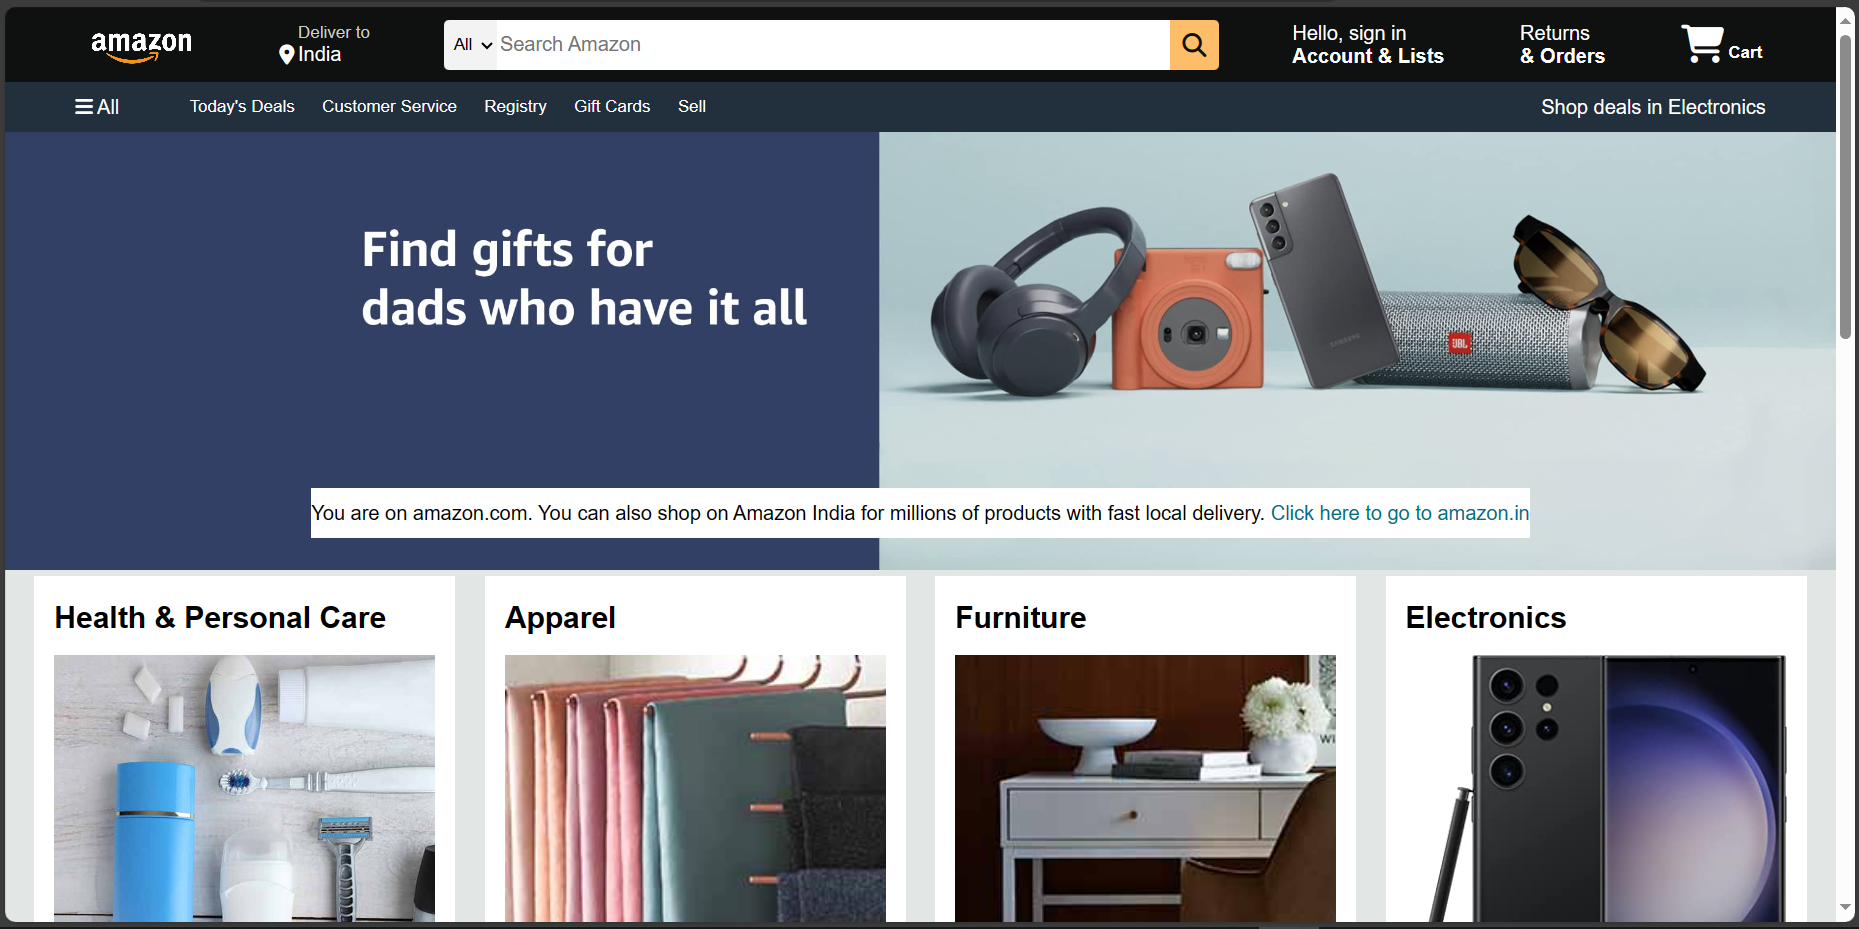 amazon
Deliver to
India
All
Search Amazon
Hello, sign in
Account & Lists
Returns
& Orders
Cart
All
Today's Deals
Customer Service
Registry
Gift Cards
Sell
Shop deals in Electronics
Find gifts for
dads who have it all
SAMSUNG
JBL
You are on amazon.com. You can also shop on Amazon India for millions of products with fast local delivery. Click here to go to amazon.in
Health & Personal Care
Apparel
Furniture
Electronics